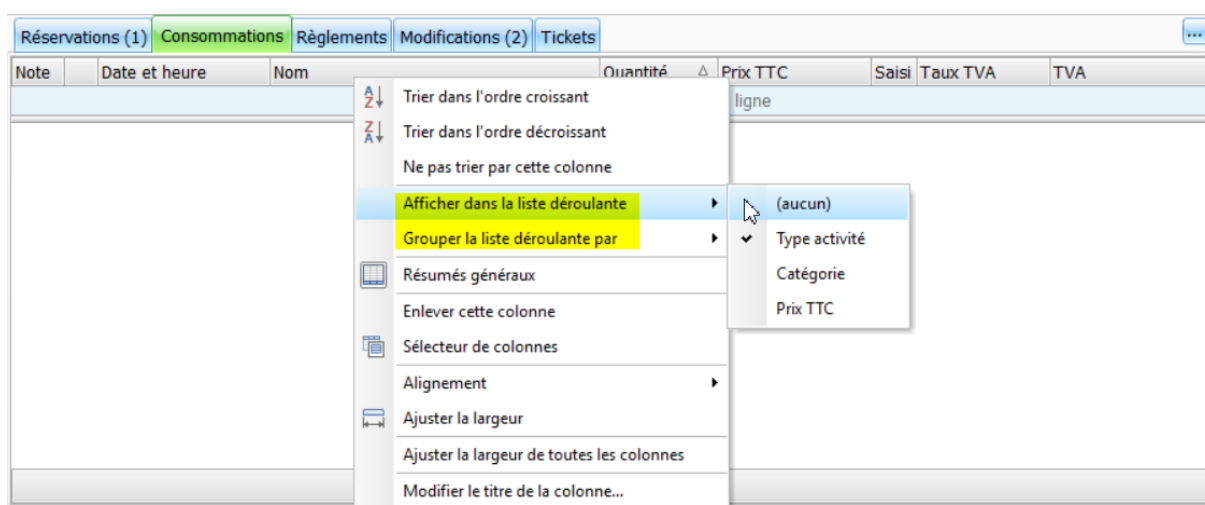 Réservations (1) Consommations Règlements Modifications (2) Tickets ...
Note Date et heure Nom Quantité Prix TTC Saisi Taux TVA TVA
ligne
Trier dans l'ordre croissant
Trier dans l'ordre décroissant
Ne pas trier par cette colonne
Afficher dans la liste déroulante (aucun)
Grouper la liste déroulante par Type activité
Résumés généraux Catégorie
Enlever cette colonne Prix TTC
Sélecteur de colonnes
Alignement
Ajuster la largeur
Ajuster la largeur de toutes les colonnes
Modifier le titre de la colonne...